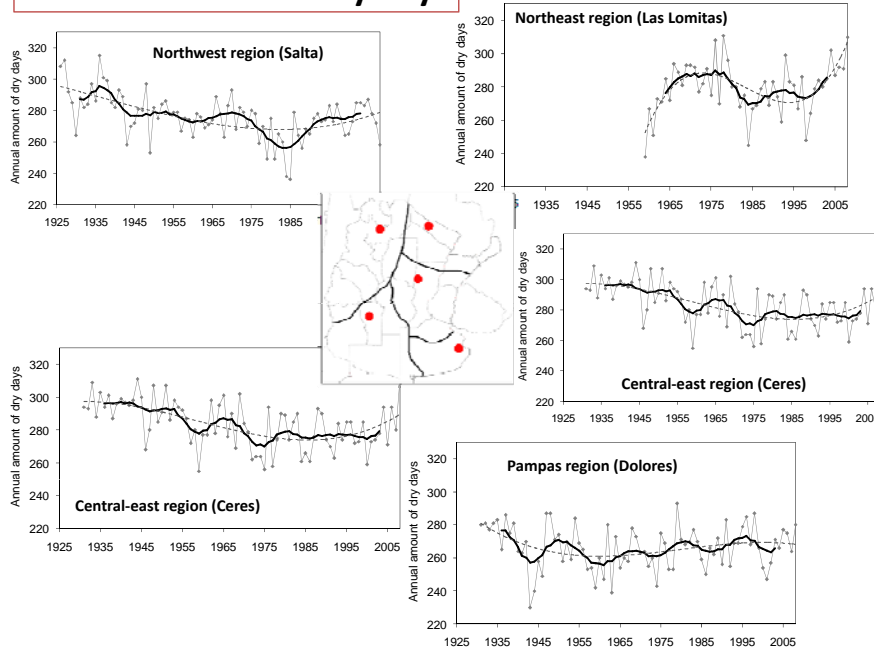 Northwest region (Salta)
Annual amount of dry days
320
300
280
260
240
220
1925 1935 1945 1955 1965 1975 1985
Northeast region (Las Lomitas)
Annual amount of dry days
320
300
280
260
240
220
1935 1945 1955 1965 1975 1985 1995 2005
Central-east region (Ceres)
Annual amount of dry days
320
300
280
260
240
220
1925 1935 1945 1955 1965 1975 1985 1995
Central-east region (Ceres)
Annual amount of dry days
320
300
280
260
240
220
1925 1935 1945 1955 1965 1975 1985 1995 2005
Pampas region (Dolores)
Annual amount of dry days
320
300
280
260
240
220
1925 1935 1945 1955 1965 1975 1985 1995 2005